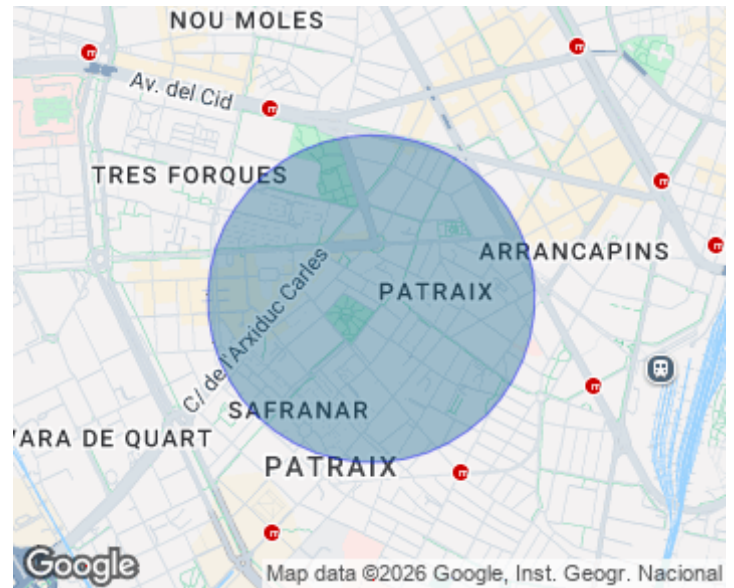 NOU MOLES
Av. del Cid
TRES FORQUES
ARRANCAPINS
PATRAIX
C/ de l'Arxiduc Carles
SAFRANAR
VARA DE QUART
PATRAIX
Google
Map data ©2026 Google, Inst. Geogr. Nacional